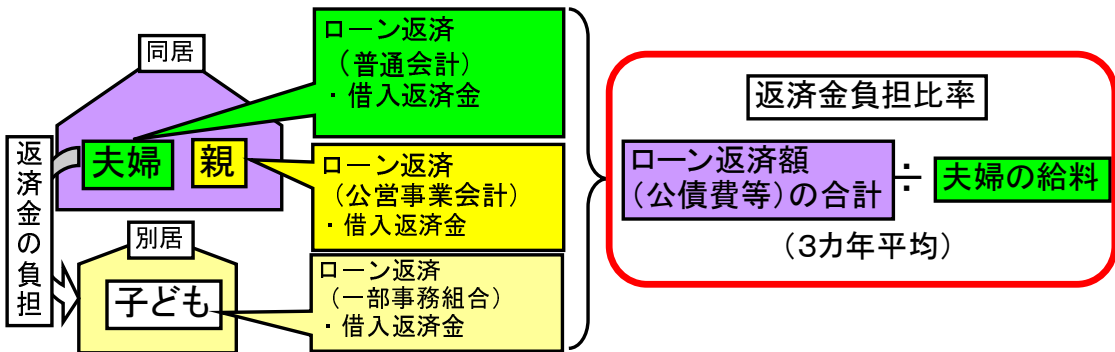 同居
夫婦
親
返済金の負担
別居
子ども
ローン返済
（普通会計）
・借入返済金
ローン返済
（公営事業会計）
・借入返済金
ローン返済
（一部事務組合）
・借入返済金
返済金負担比率
ローン返済額
（公債費等）の合計
÷
夫婦の給料
（３カ年平均）